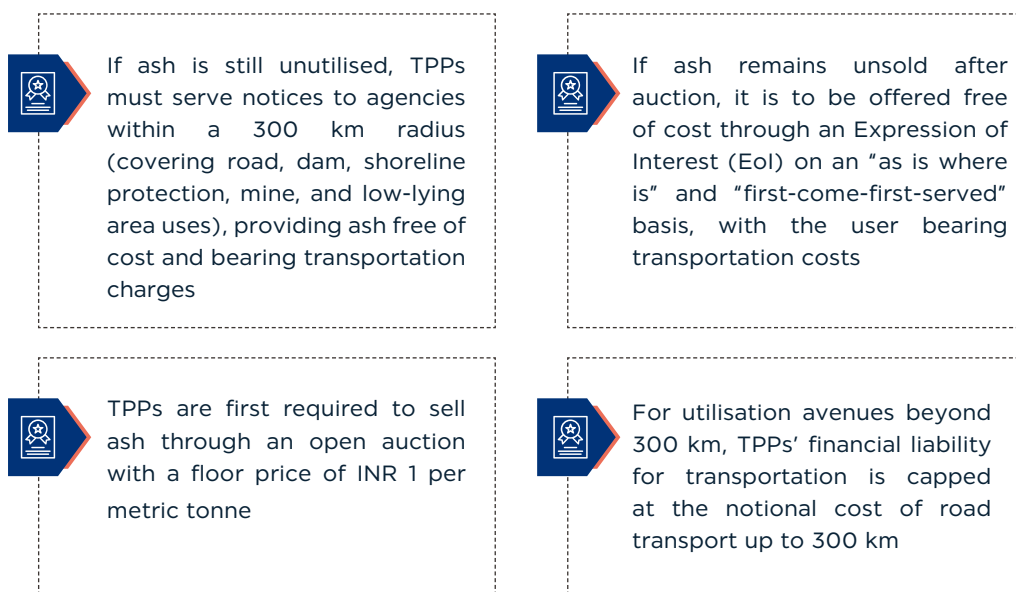 If ash is still unutilised, TPPs
must serve notices to agencies
within a 300 km radius
(covering road, dam, shoreline
protection, mine, and low-lying
area uses), providing ash free of
cost and bearing transportation
charges
If ash remains unsold after
auction, it is to be offered free
of cost through an Expression of
Interest (EoI) on an “as is where
is” and “first-come-first-served”
basis, with the user bearing
transportation costs
TPPs are first required to sell
ash through an open auction
with a floor price of INR 1 per
metric tonne
For utilisation avenues beyond
300 km, TPPs’ financial liability
for transportation is capped
at the notional cost of road
transport up to 300 km